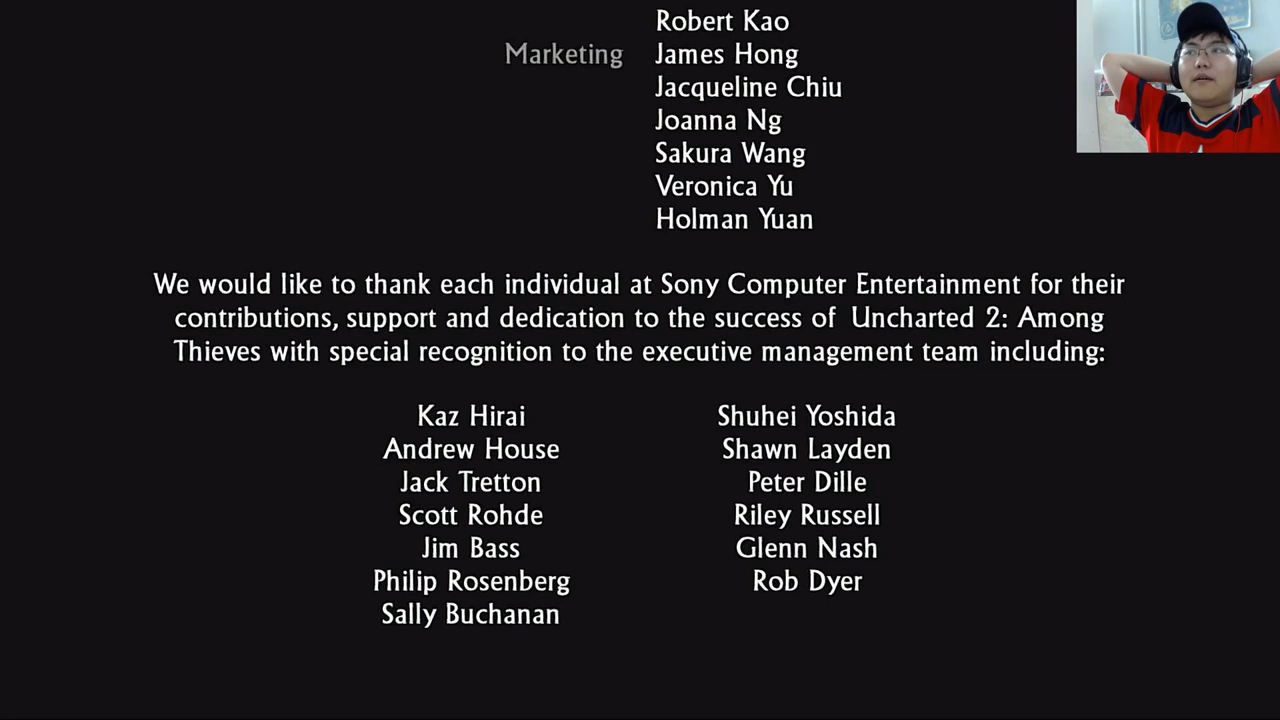 Robert Kao
Marketing James Hong
Jacqueline Chiu
Joanna Ng
Sakura Wang
Veronica Yu
Holman Yuan
We would like to thank each individual at Sony Computer Entertainment for their
contributions, support and dedication to the success of Uncharted 2: Among
Thieves with special recognition to the executive management team including:
Kaz Hirai Shuhei Yoshida
Andrew House Shawn Layden
Jack Tretton Peter Dille
Scott Rohde Riley Russell
Jim Bass Glenn Nash
Philip Rosenberg Rob Dyer
Sally Buchanan